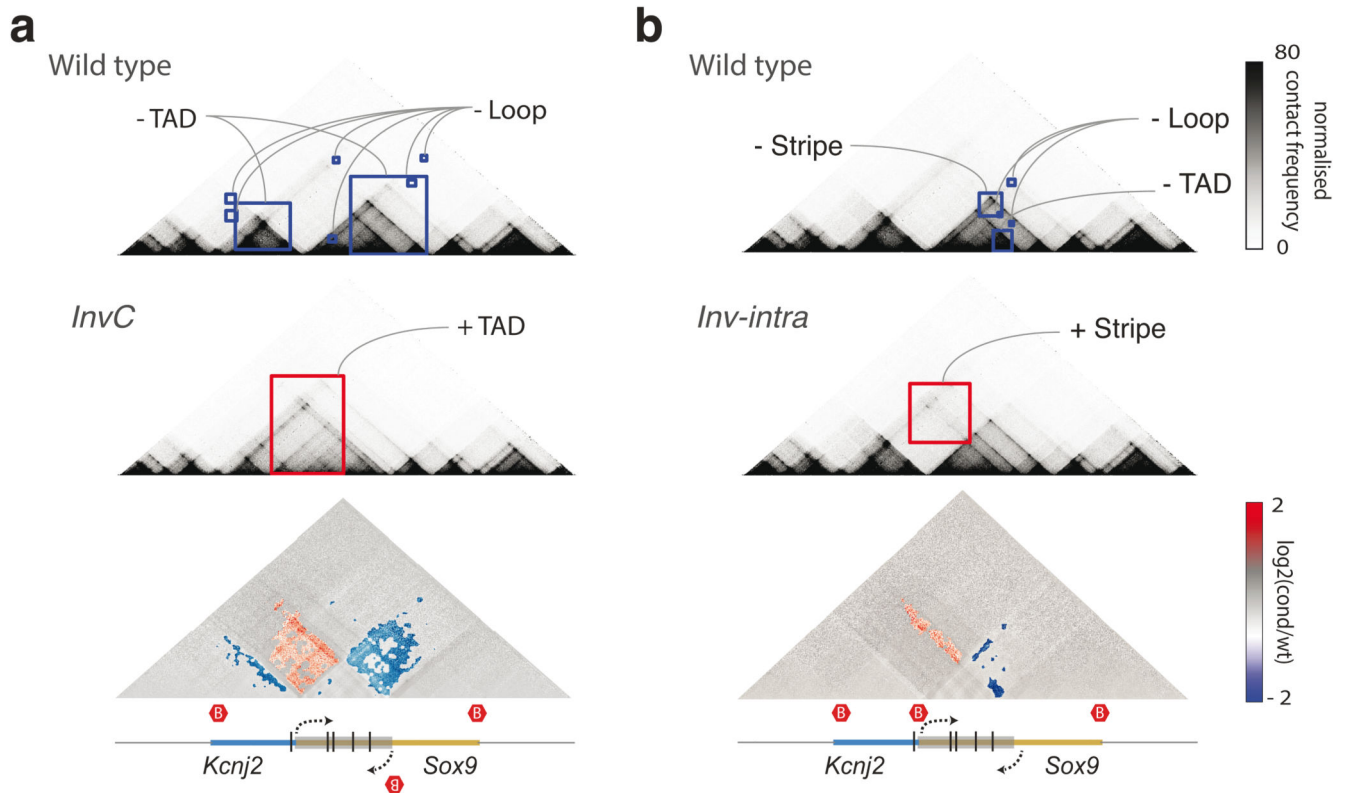 a
b
Wild type
- TAD
- Loop
Wild type
- Stripe
- Loop
- TAD
80
normalised
contact frequency
0
InvC
+ TAD
Inv-intra
+ Stripe
2
log2(cond/wt)
- 2
B
B
Kcnj2
Sox9
B
B
B
B
Kcnj2
Sox9